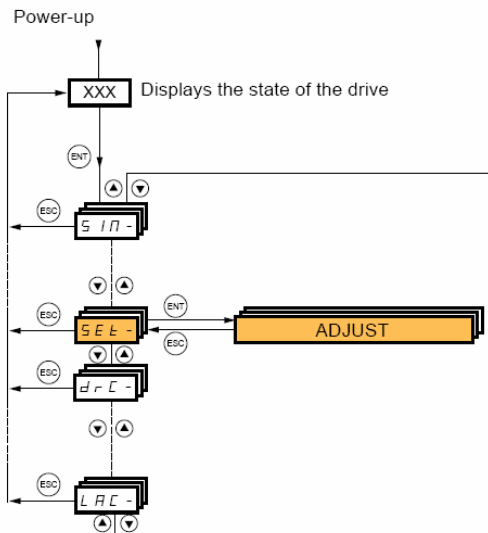 Power-up
XXX Displays the state of the drive
ENT
ESC
SIM-
ESC
SEt-
ENT
ESC
ADJUST
ESC
drC-
ESC
LAC-